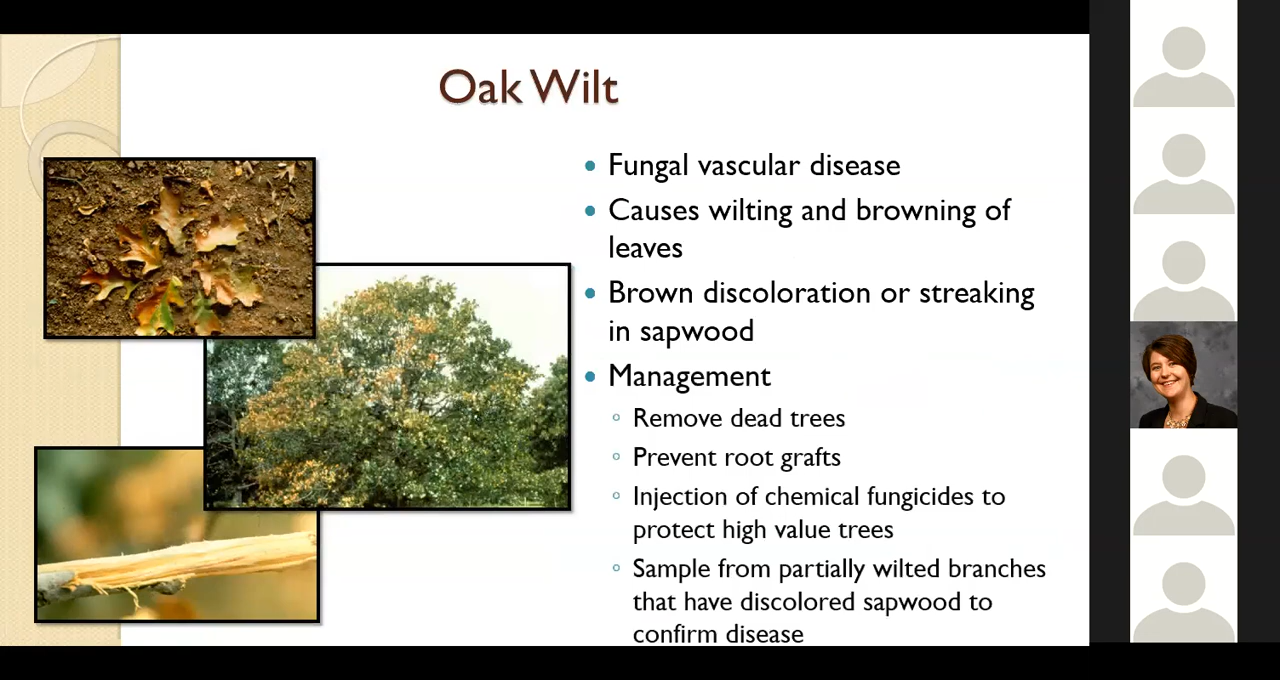 Oak Wilt
Fungal vascular disease
Causes wilting and browning of
leaves
Brown discoloration or streaking
in sapwood
Management
Remove dead trees
Prevent root grafts
Injection of chemical fungicides to
protect high value trees
Sample from partially wilted branches
that have discolored sapwood to
confirm disease